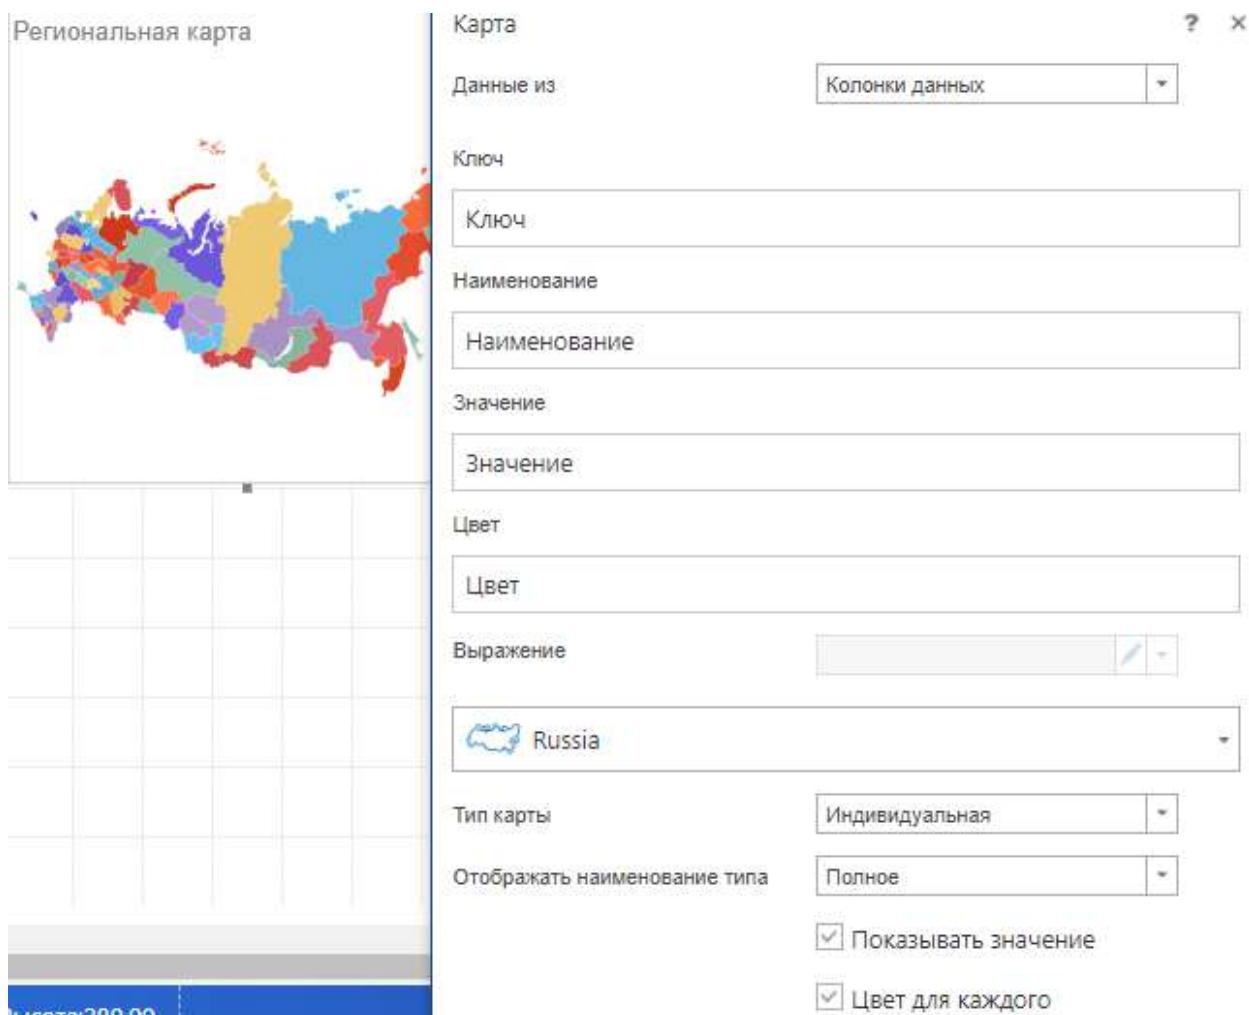 Региональная карта
Карта
? ×
Данные из
Колонки данных
Ключ
Ключ
Наименование
Наименование
Значение
Значение
Цвет
Цвет
Выражение
Russia
Тип карты
Индивидуальная
Отображать наименование типа
Полное
Показывать значение
Цвет для каждого